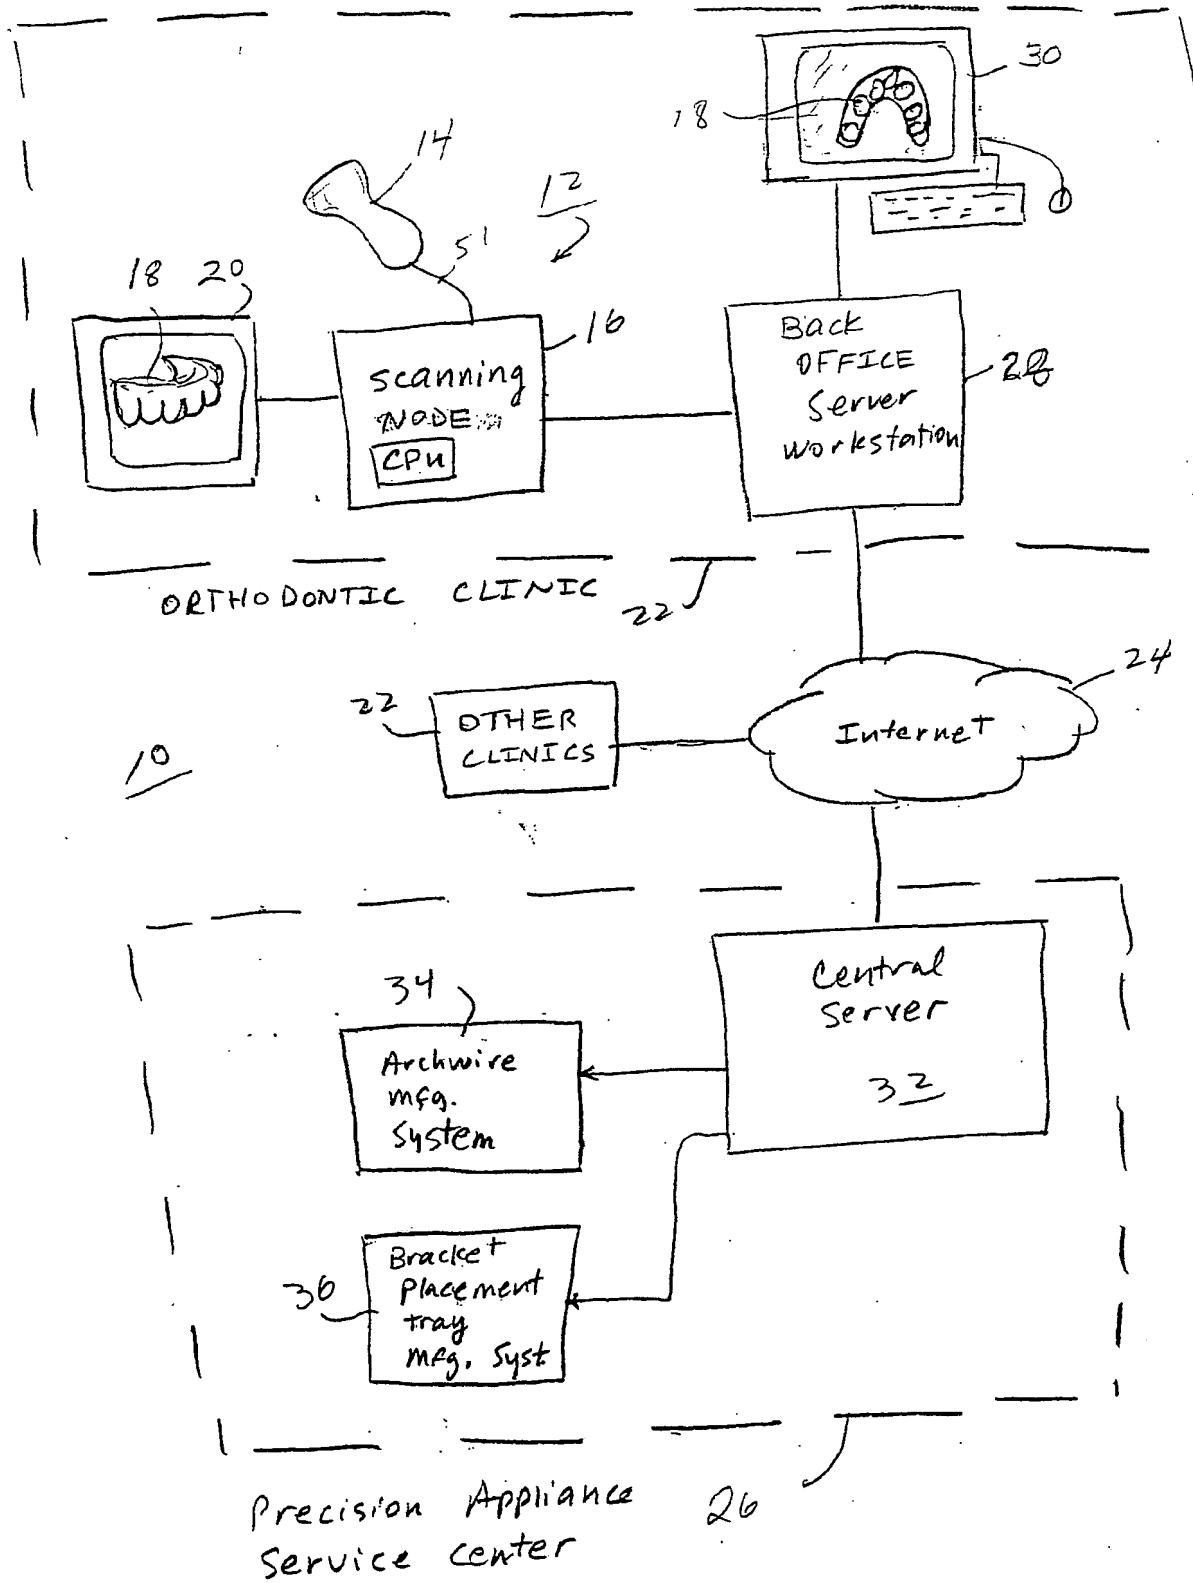 30
18
14
12
51
18 20
16
Back
OFFICE
Server
Workstation
28
Scanning
NODE
CPU
ORTHODONTIC CLINIC
22
24
22
OTHER
CLINICS
Internet
10
Central
Server
32
34
Archwire
mfg.
System
Bracket
Placement
tray
mfg. Syst
36
Precision Appliance
Service center
26